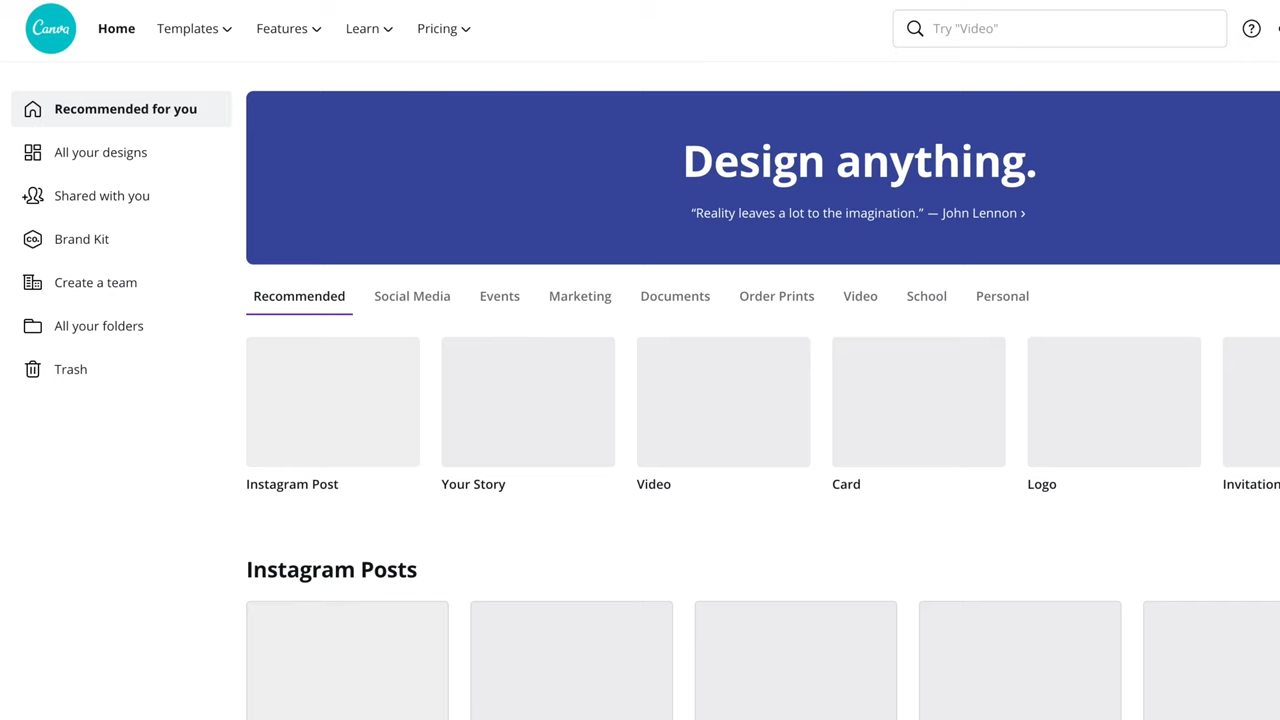 Canva
Home Templates Features Learn Pricing
Try "Video"
?
Recommended for you
All your designs
Shared with you
CO.
Brand Kit
Create a team
All your folders
Trash
Design anything.
“Reality leaves a lot to the imagination.” — John Lennon ›
Recommended Social Media Events Marketing Documents Order Prints Video School Personal
Instagram Post Your Story Video Card Logo Invitation
Instagram Posts